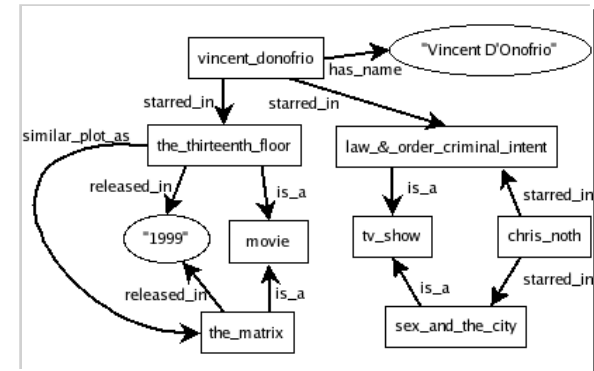 vincent_donofrio
"Vincent D'Onofrio"
has_name
starred_in
starred_in
similar_plot_as
the_thirteenth_floor
law_&_order_criminal_intent
released_in
is_a
is_a
starred_in
"1999"
movie
tv_show
chris_noth
released_in
is_a
is_a
starred_in
the_matrix
sex_and_the_city